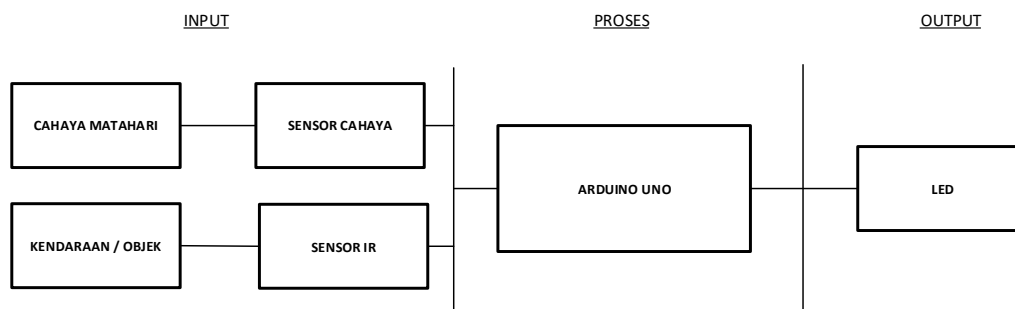 INPUT
PROSES
OUTPUT
CAHAYA MATAHARI
SENSOR CAHAYA
ARDUINO UNO
LED
KENDARAAN / OBJEK
SENSOR IR